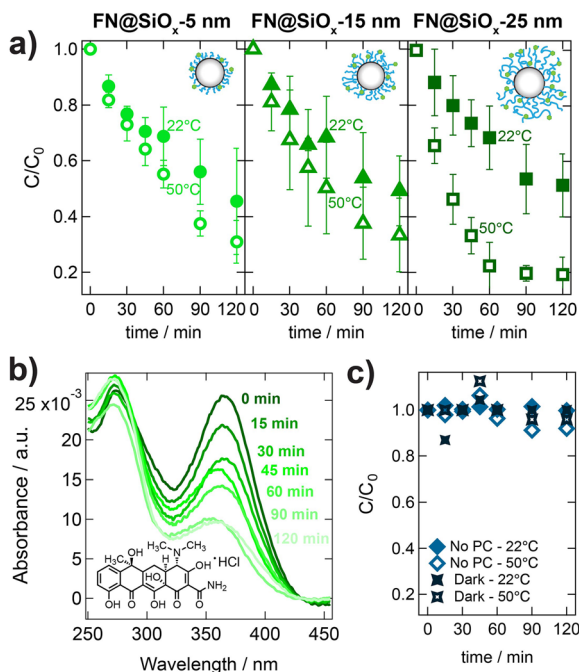 FN@SiOx-5 nm FN@SiOx-15 nm FN@SiOx-25 nm
a)
1.0
0.8
0.6
0.4
0.2
C/C0
22°C
50°C
22°C
50°C
22°C
50°C
0 30 60 90 120
0 30 60 90 120
0 30 60 90 120
time / min time / min time / min
b)
25 ×10⁻³
20
15
10
5
0
Absorbance / a.u.
0 min
15 min
30 min
45 min
60 min
90 min
120 min
H3C N CH3
CH3 OH H OH · HCl
HO NH2
OH O OH O O
250 300 350 400 450
Wavelength / nm
c)
1.0
0.8
0.6
0.4
0.2
C/C0
No PC - 22°C
No PC - 50°C
Dark - 22°C
Dark - 50°C
0 30 60 90 120
time / min